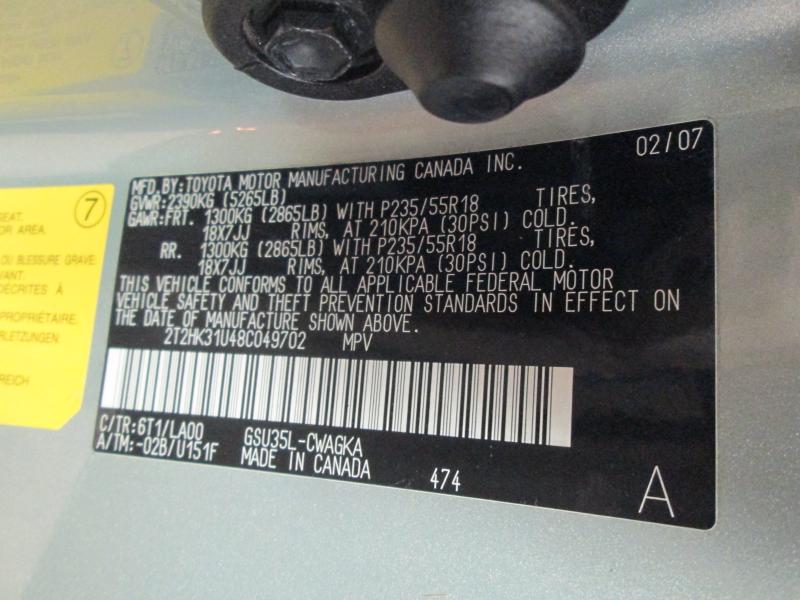 7
EAT.
OR AREA.
OU BLESSURE GRAVE
VANT.
DÉCRITES À
PROPRIÉTAIRE.
RLETZUNGEN.
REICH
02/07
MFD.BY:TOYOTA MOTOR MANUFACTURING CANADA INC.
GVWR:2390KG (5265LB)
GAWR:FRT. 1300KG (2865LB) WITH P235/55R18 TIRES,
18X7JJ RIMS, AT 210KPA (30PSI) COLD.
RR. 1300KG (2865LB) WITH P235/55R18 TIRES,
18X7JJ RIMS, AT 210KPA (30PSI) COLD.
THIS VEHICLE CONFORMS TO ALL APPLICABLE FEDERAL MOTOR
VEHICLE SAFETY AND THEFT PREVENTION STANDARDS IN EFFECT ON
THE DATE OF MANUFACTURE SHOWN ABOVE.
2T2HK31U48C049702 MPV
C/TR:6T1/LA00 GSU35L-CWAGKA
A/TM:-02B/U151F MADE IN CANADA
474
A